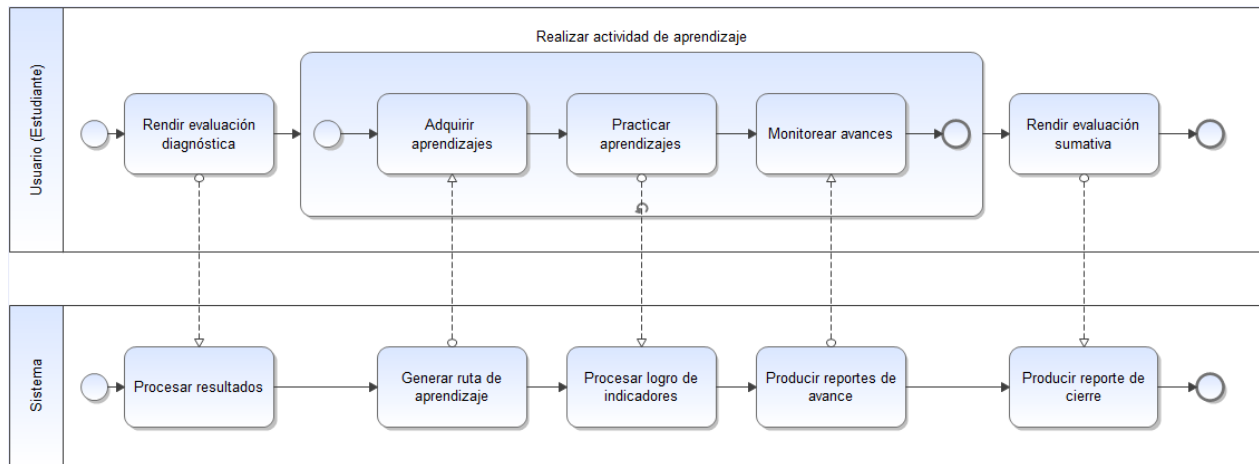 Realizar actividad de aprendizaje
Usuario (Estudiante)
Rendir evaluación
diagnóstica
Adquirir
aprendizajes
Practicar
aprendizajes
Monitorear avances
Rendir evaluación
sumativa
Sistema
Procesar resultados
Generar ruta de
aprendizaje
Procesar logro de
indicadores
Producir reportes de
avance
Producir reporte de
cierre